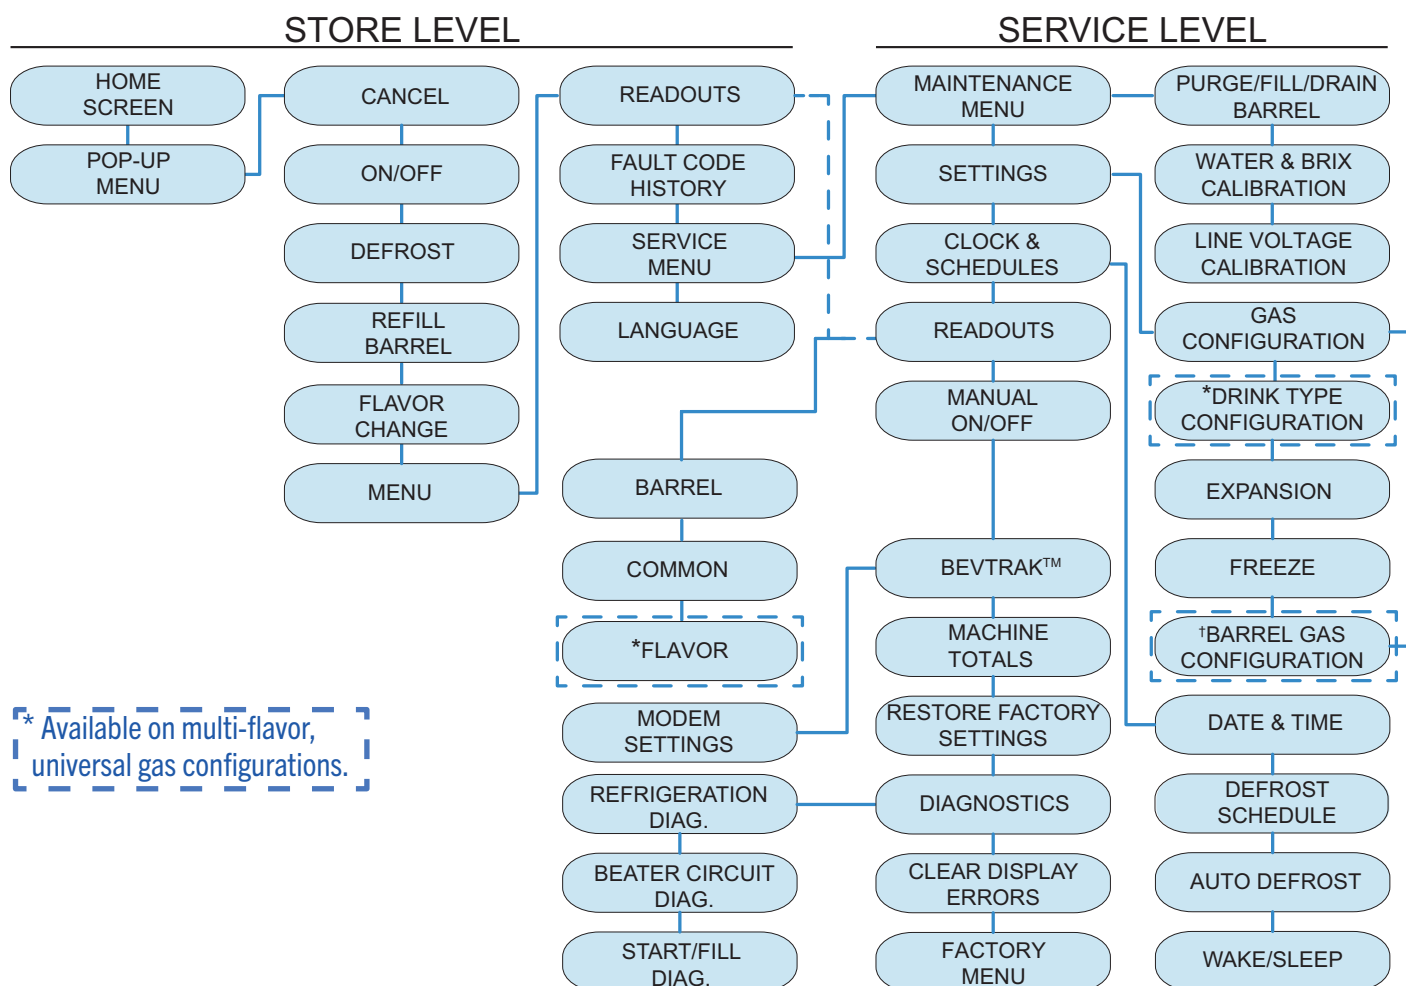 STORE LEVEL
SERVICE LEVEL
HOME
SCREEN
POP-UP
MENU
CANCEL
ON/OFF
DEFROST
REFILL
BARREL
FLAVOR
CHANGE
MENU
READOUTS
FAULT CODE
HISTORY
SERVICE
MENU
LANGUAGE
BARREL
COMMON
*FLAVOR
MODEM
SETTINGS
REFRIGERATION
DIAG.
BEATER CIRCUIT
DIAG.
START/FILL
DIAG.
MAINTENANCE
MENU
SETTINGS
CLOCK &
SCHEDULES
READOUTS
MANUAL
ON/OFF
BEVTRAK™
MACHINE
TOTALS
RESTORE FACTORY
SETTINGS
DIAGNOSTICS
CLEAR DISPLAY
ERRORS
FACTORY
MENU
PURGE/FILL/DRAIN
BARREL
WATER & BRIX
CALIBRATION
LINE VOLTAGE
CALIBRATION
GAS
CONFIGURATION
*DRINK TYPE
CONFIGURATION
EXPANSION
FREEZE
†BARREL GAS
CONFIGURATION
DATE & TIME
DEFROST
SCHEDULE
AUTO DEFROST
WAKE/SLEEP
* Available on multi-flavor,
universal gas configurations.